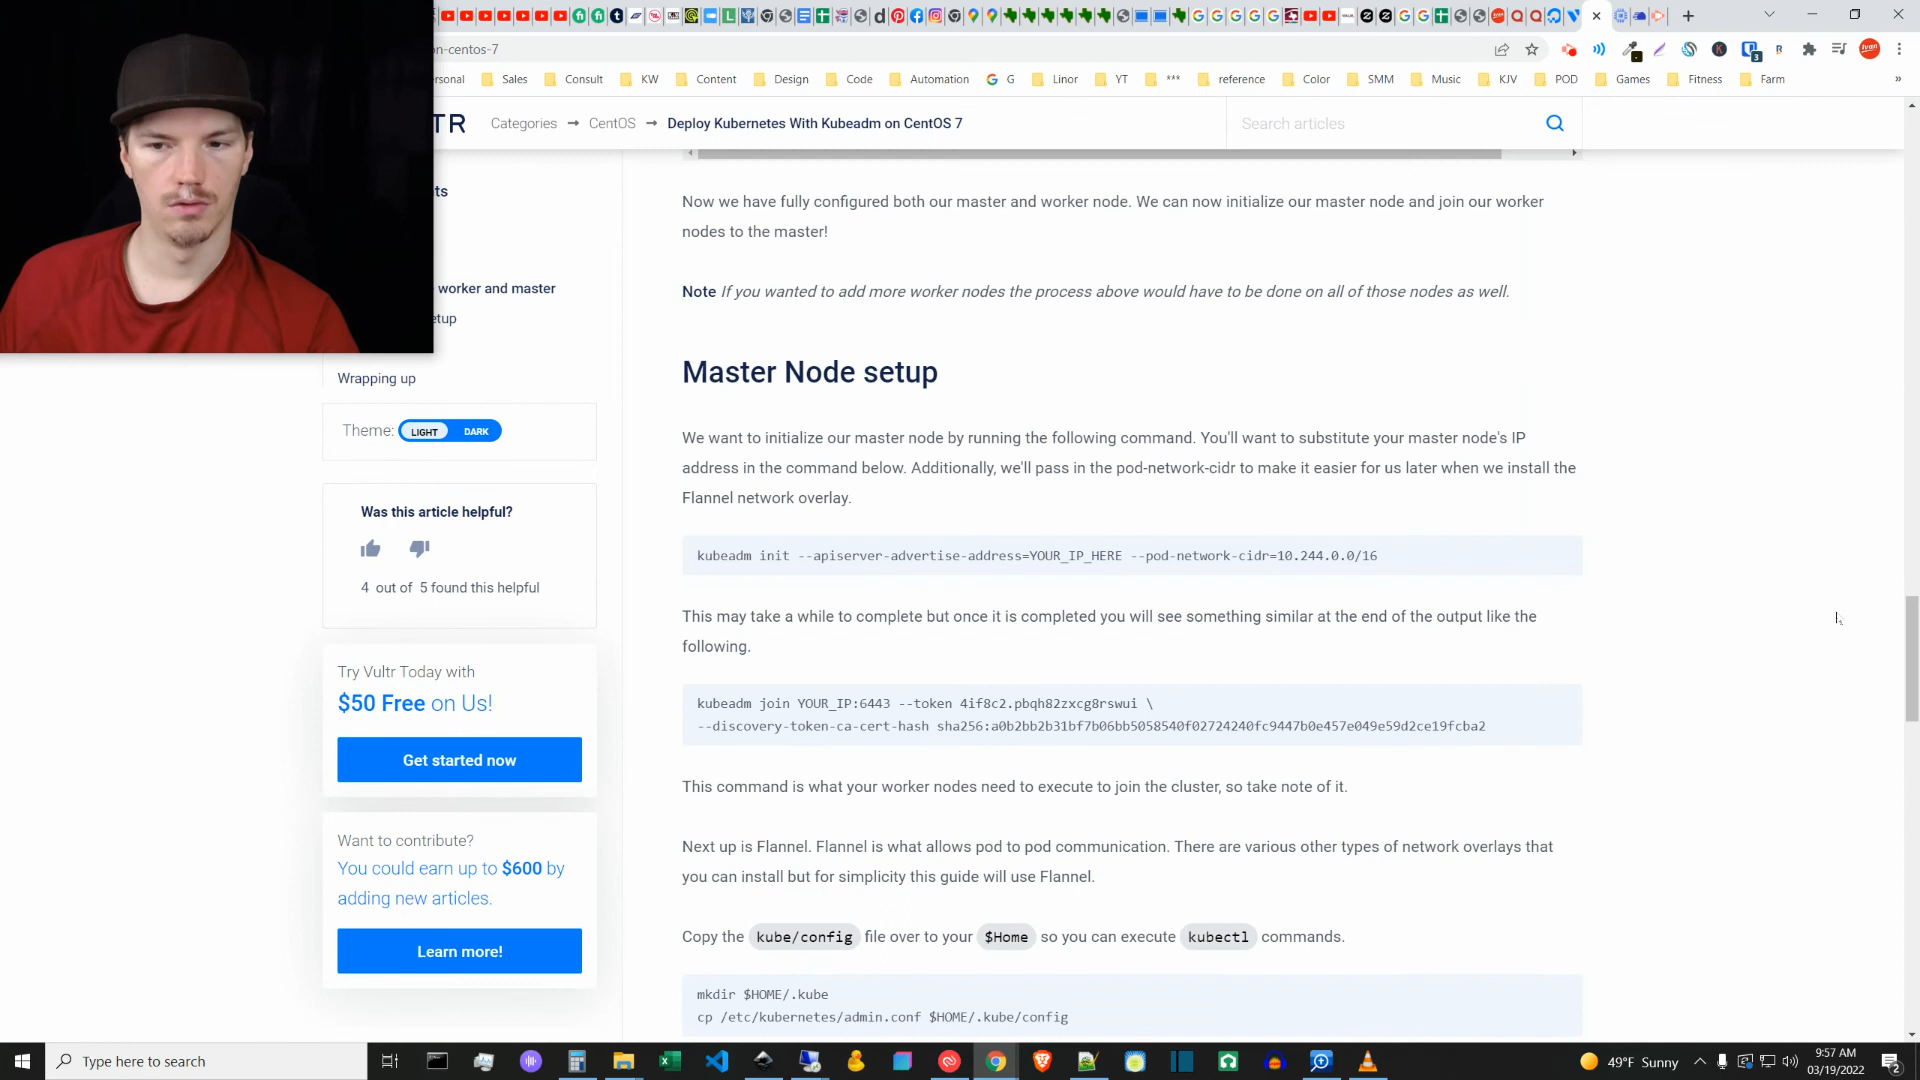 on-centos-7
ersonal Sales Consult KW Content Design Code Automation G Linor YT *** reference Color SMM Music KJV POD Games Fitness Farm »
TR Categories → CentOS → Deploy Kubernetes With Kubeadm on CentOS 7 Search articles
ts
worker and master
etup
Wrapping up
Theme: LIGHT DARK
Was this article helpful?
4 out of 5 found this helpful
Try Vultr Today with
$50 Free on Us!
Get started now
Want to contribute?
You could earn up to $600 by
adding new articles.
Learn more!
Now we have fully configured both our master and worker node. We can now initialize our master node and join our worker
nodes to the master!
Note If you wanted to add more worker nodes the process above would have to be done on all of those nodes as well.
Master Node setup
We want to initialize our master node by running the following command. You'll want to substitute your master node's IP
address in the command below. Additionally, we'll pass in the pod-network-cidr to make it easier for us later when we install the
Flannel network overlay.
kubeadm init --apiserver-advertise-address=YOUR_IP_HERE --pod-network-cidr=10.244.0.0/16
This may take a while to complete but once it is completed you will see something similar at the end of the output like the
following.
kubeadm join YOUR_IP:6443 --token 4if8c2.pbqh82zxcg8rswui \
--discovery-token-ca-cert-hash sha256:a0b2bb2b31bf7b06bb5058540f02724240fc9447b0e457e049e59d2ce19fcba2
This command is what your worker nodes need to execute to join the cluster, so take note of it.
Next up is Flannel. Flannel is what allows pod to pod communication. There are various other types of network overlays that
you can install but for simplicity this guide will use Flannel.
Copy the kube/config file over to your $Home so you can execute kubectl commands.
mkdir $HOME/.kube
cp /etc/kubernetes/admin.conf $HOME/.kube/config
Type here to search
49°F Sunny
9:57 AM
03/19/2022
2